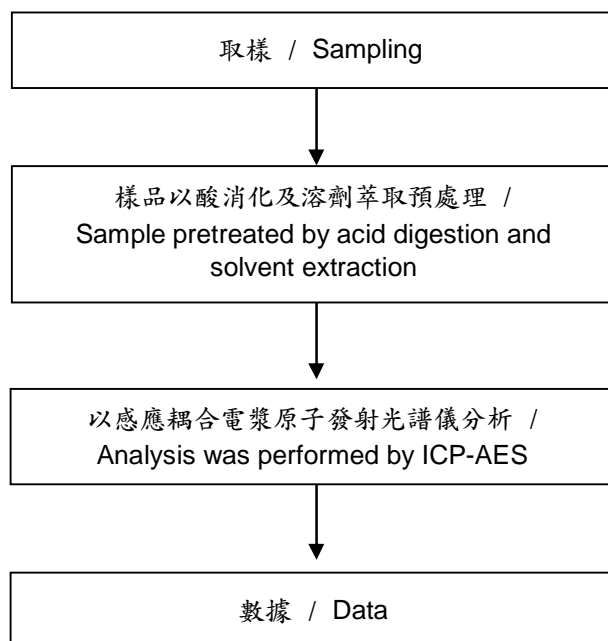 取樣 / Sampling
樣品以酸消化及溶劑萃取預處理 /
Sample pretreated by acid digestion and
solvent extraction
以感應耦合電漿原子發射光譜儀分析 /
Analysis was performed by ICP-AES
數據 / Data